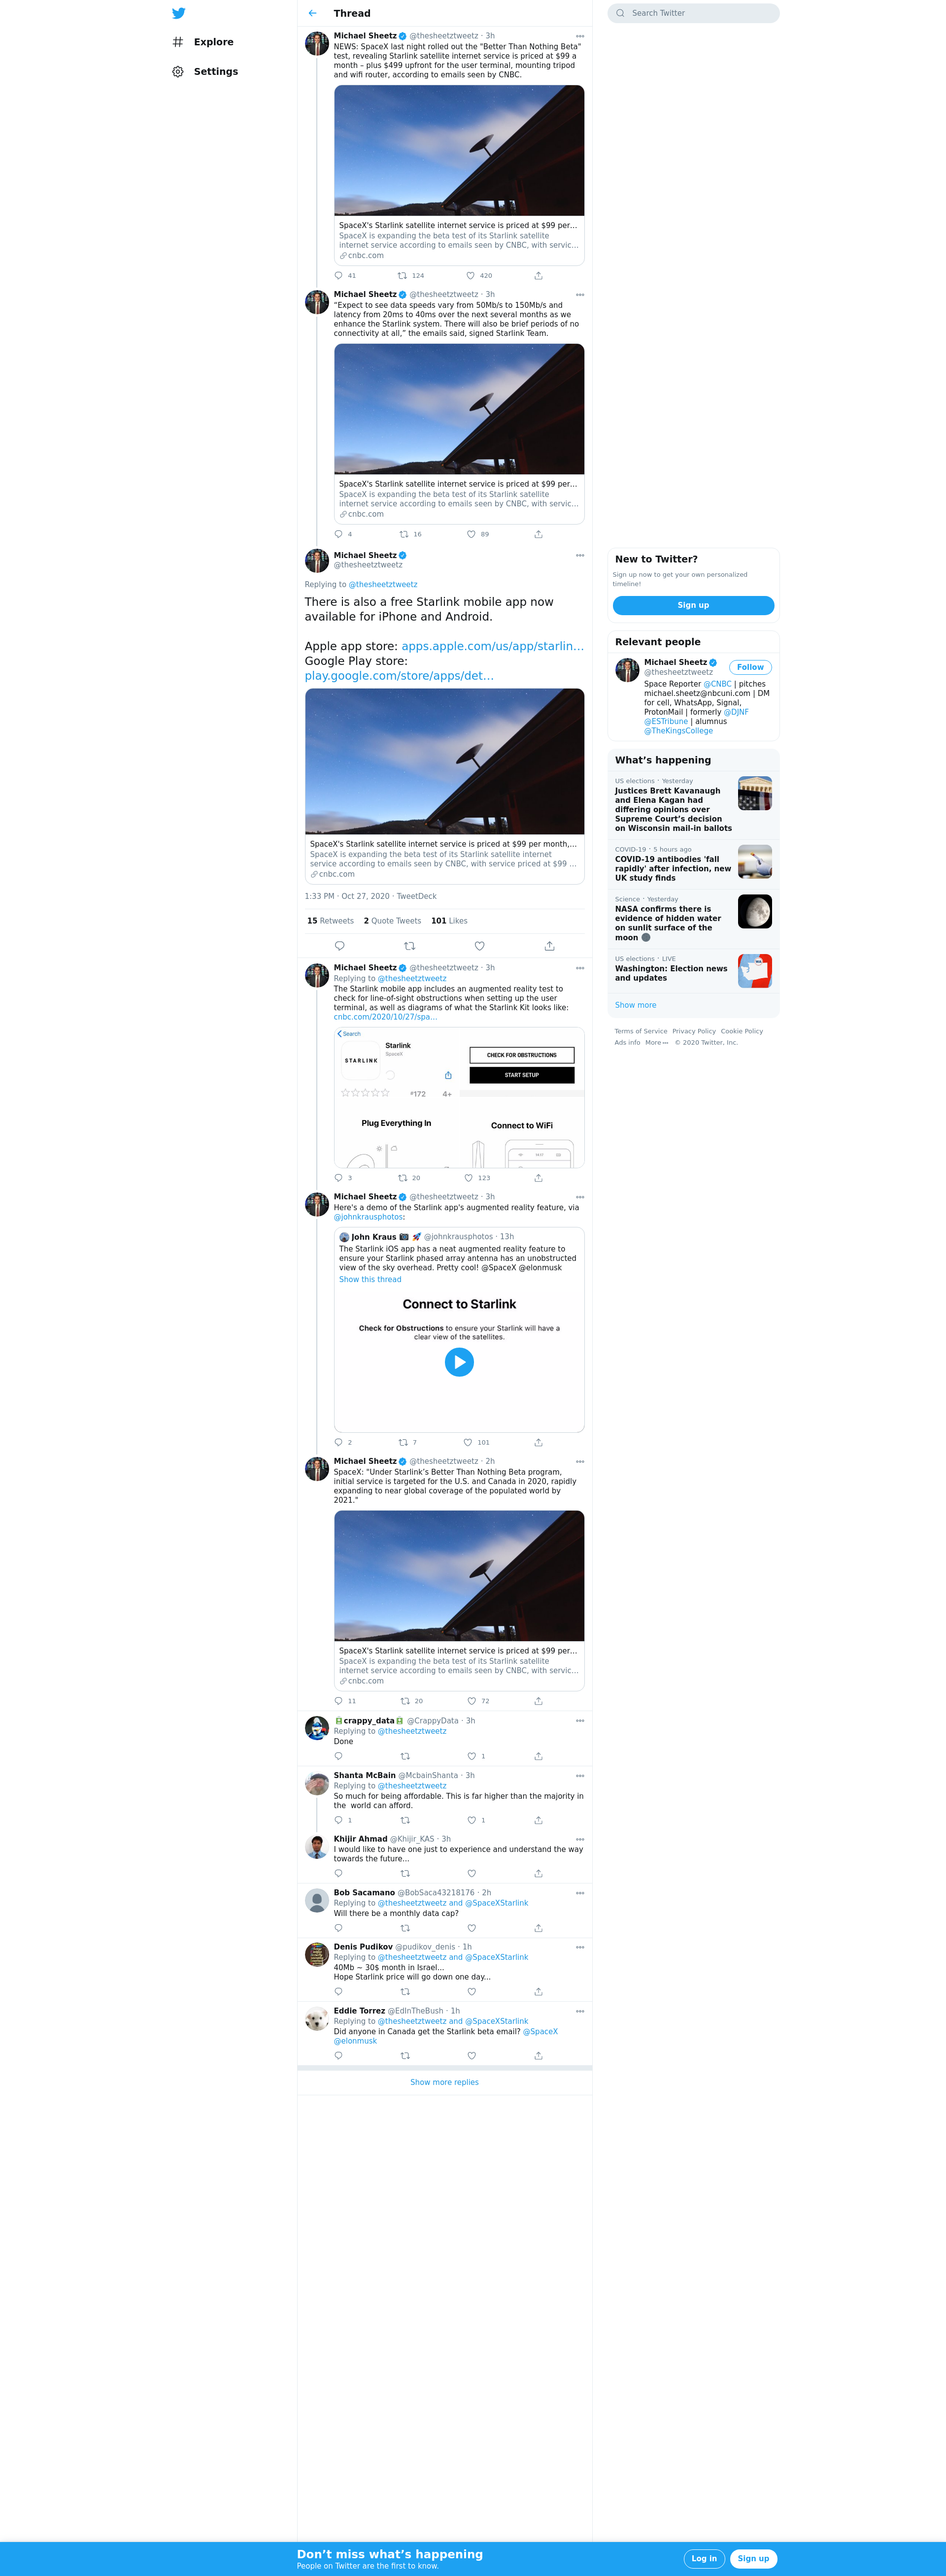 Explore
Settings
Thread
Search Twitter
Michael Sheetz @thesheetztweetz · 3h
NEWS: SpaceX last night rolled out the "Better Than Nothing Beta"
test, revealing Starlink satellite internet service is priced at $99 a
month – plus $499 upfront for the user terminal, mounting tripod
and wifi router, according to emails seen by CNBC.
SpaceX's Starlink satellite internet service is priced at $99 per…
SpaceX is expanding the beta test of its Starlink satellite
internet service according to emails seen by CNBC, with servic…
cnbc.com
41 124 420
Michael Sheetz @thesheetztweetz · 3h
"Expect to see data speeds vary from 50Mb/s to 150Mb/s and
latency from 20ms to 40ms over the next several months as we
enhance the Starlink system. There will also be brief periods of no
connectivity at all," the emails said, signed Starlink Team.
SpaceX's Starlink satellite internet service is priced at $99 per…
SpaceX is expanding the beta test of its Starlink satellite
internet service according to emails seen by CNBC, with servic…
cnbc.com
4 16 89
Michael Sheetz
@thesheetztweetz
Replying to @thesheetztweetz
There is also a free Starlink mobile app now
available for iPhone and Android.
Apple app store: apps.apple.com/us/app/starlin…
Google Play store:
play.google.com/store/apps/det…
SpaceX's Starlink satellite internet service is priced at $99 per month,…
SpaceX is expanding the beta test of its Starlink satellite internet
service according to emails seen by CNBC, with service priced at $99 …
cnbc.com
1:33 PM · Oct 27, 2020 · TweetDeck
15 Retweets 2 Quote Tweets 101 Likes
Michael Sheetz @thesheetztweetz · 3h
Replying to @thesheetztweetz
The Starlink mobile app includes an augmented reality test to
check for line-of-sight obstructions when setting up the user
terminal, as well as diagrams of what the Starlink Kit looks like:
cnbc.com/2020/10/27/spa…
Search
Starlink
SpaceX
STARLINK
CHECK FOR OBSTRUCTIONS
START SETUP
#172 4+
Plug Everything In
Connect to WiFi
3 20 123
Michael Sheetz @thesheetztweetz · 3h
Here's a demo of the Starlink app's augmented reality feature, via
@johnkrausphotos:
John Kraus 📷 🚀 @johnkrausphotos · 13h
The Starlink iOS app has a neat augmented reality feature to
ensure your Starlink phased array antenna has an unobstructed
view of the sky overhead. Pretty cool! @SpaceX @elonmusk
Show this thread
Connect to Starlink
Check for Obstructions to ensure your Starlink will have a
clear view of the satellites.
2 7 101
Michael Sheetz @thesheetztweetz · 2h
SpaceX: "Under Starlink's Better Than Nothing Beta program,
initial service is targeted for the U.S. and Canada in 2020, rapidly
expanding to near global coverage of the populated world by
2021."
SpaceX's Starlink satellite internet service is priced at $99 per…
SpaceX is expanding the beta test of its Starlink satellite
internet service according to emails seen by CNBC, with servic…
cnbc.com
11 20 72
crappy_data @CrappyData · 3h
Replying to @thesheetztweetz
Done
1
Shanta McBain @McbainShanta · 3h
Replying to @thesheetztweetz
So much for being affordable. This is far higher than the majority in
the world can afford.
1 1
Khijir Ahmad @Khijir_KAS · 3h
I would like to have one just to experience and understand the way
towards the future...
Bob Sacamano @BobSaca43218176 · 2h
Replying to @thesheetztweetz and @SpaceXStarlink
Will there be a monthly data cap?
Denis Pudikov @pudikov_denis · 1h
Replying to @thesheetztweetz and @SpaceXStarlink
40Mb ~ 30$ month in Israel...
Hope Starlink price will go down one day...
Eddie Torrez @EdInTheBush · 1h
Replying to @thesheetztweetz and @SpaceXStarlink
Did anyone in Canada get the Starlink beta email? @SpaceX
@elonmusk
Show more replies
New to Twitter?
Sign up now to get your own personalized
timeline!
Sign up
Relevant people
Michael Sheetz
@thesheetztweetz
Follow
Space Reporter @CNBC | pitches
michael.sheetz@nbcuni.com | DM
for cell, WhatsApp, Signal,
ProtonMail | formerly @DJNF
@ESTribune | alumnus
@TheKingsCollege
What's happening
US elections · Yesterday
Justices Brett Kavanaugh
and Elena Kagan had
differing opinions over
Supreme Court's decision
on Wisconsin mail-in ballots
COVID-19 · 5 hours ago
COVID-19 antibodies 'fall
rapidly' after infection, new
UK study finds
Science · Yesterday
NASA confirms there is
evidence of hidden water
on sunlit surface of the
moon 🌑
US elections · LIVE
Washington: Election news
and updates
Show more
Terms of Service Privacy Policy Cookie Policy
Ads info More © 2020 Twitter, Inc.
Don't miss what's happening
People on Twitter are the first to know.
Log in
Sign up